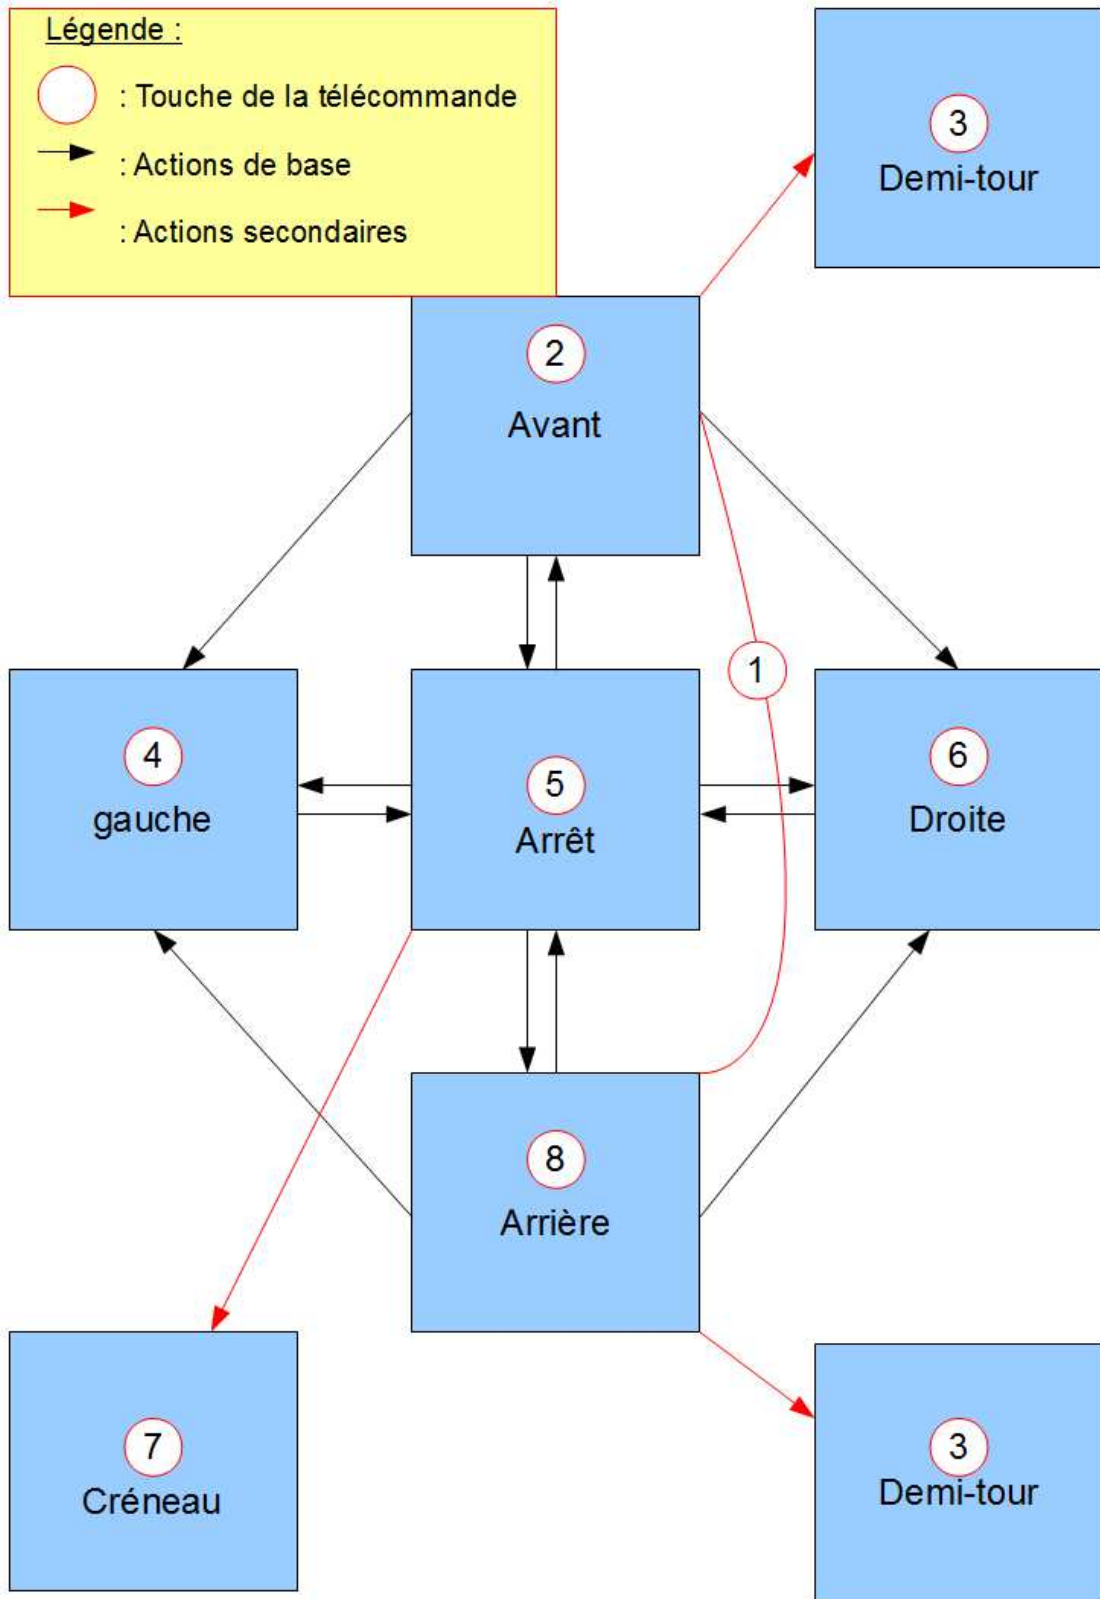 Légende :
: Touche de la télécommande
: Actions de base
: Actions secondaires
3
Demi-tour
2
Avant
1
4
gauche
5
Arrêt
6
Droite
8
Arrière
7
Créneau
3
Demi-tour